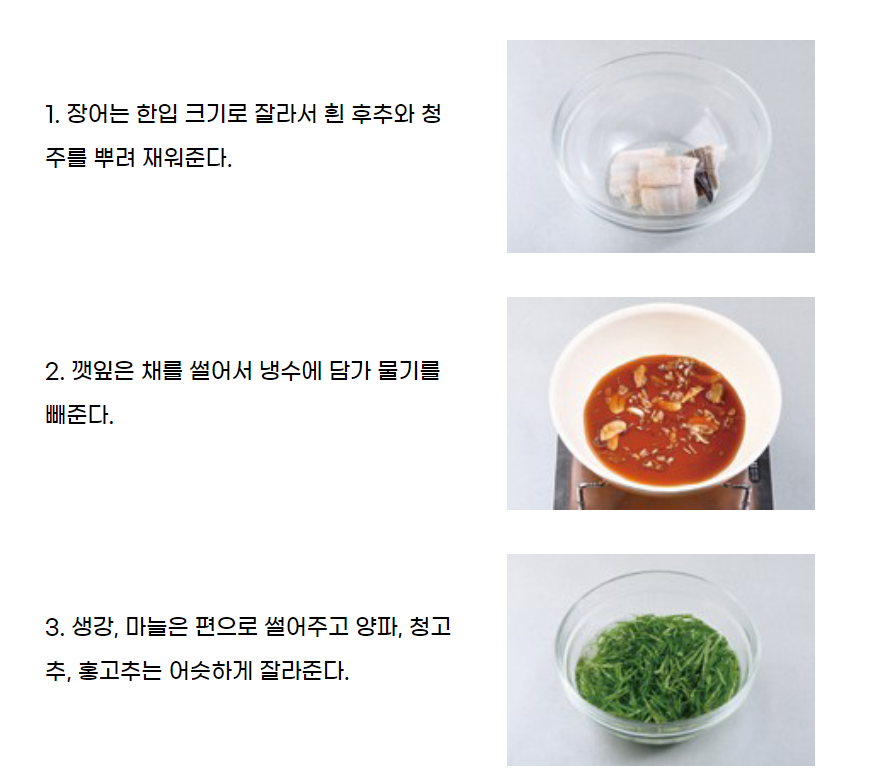 1. 장어는 한입 크기로 잘라서 흰 후추와 청
주를 뿌려 재워준다.
2. 깻잎은 채를 썰어서 냉수에 담가 물기를
빼준다.
3. 생강, 마늘은 편으로 썰어주고 양파, 청고
추, 홍고추는 어슷하게 잘라준다.